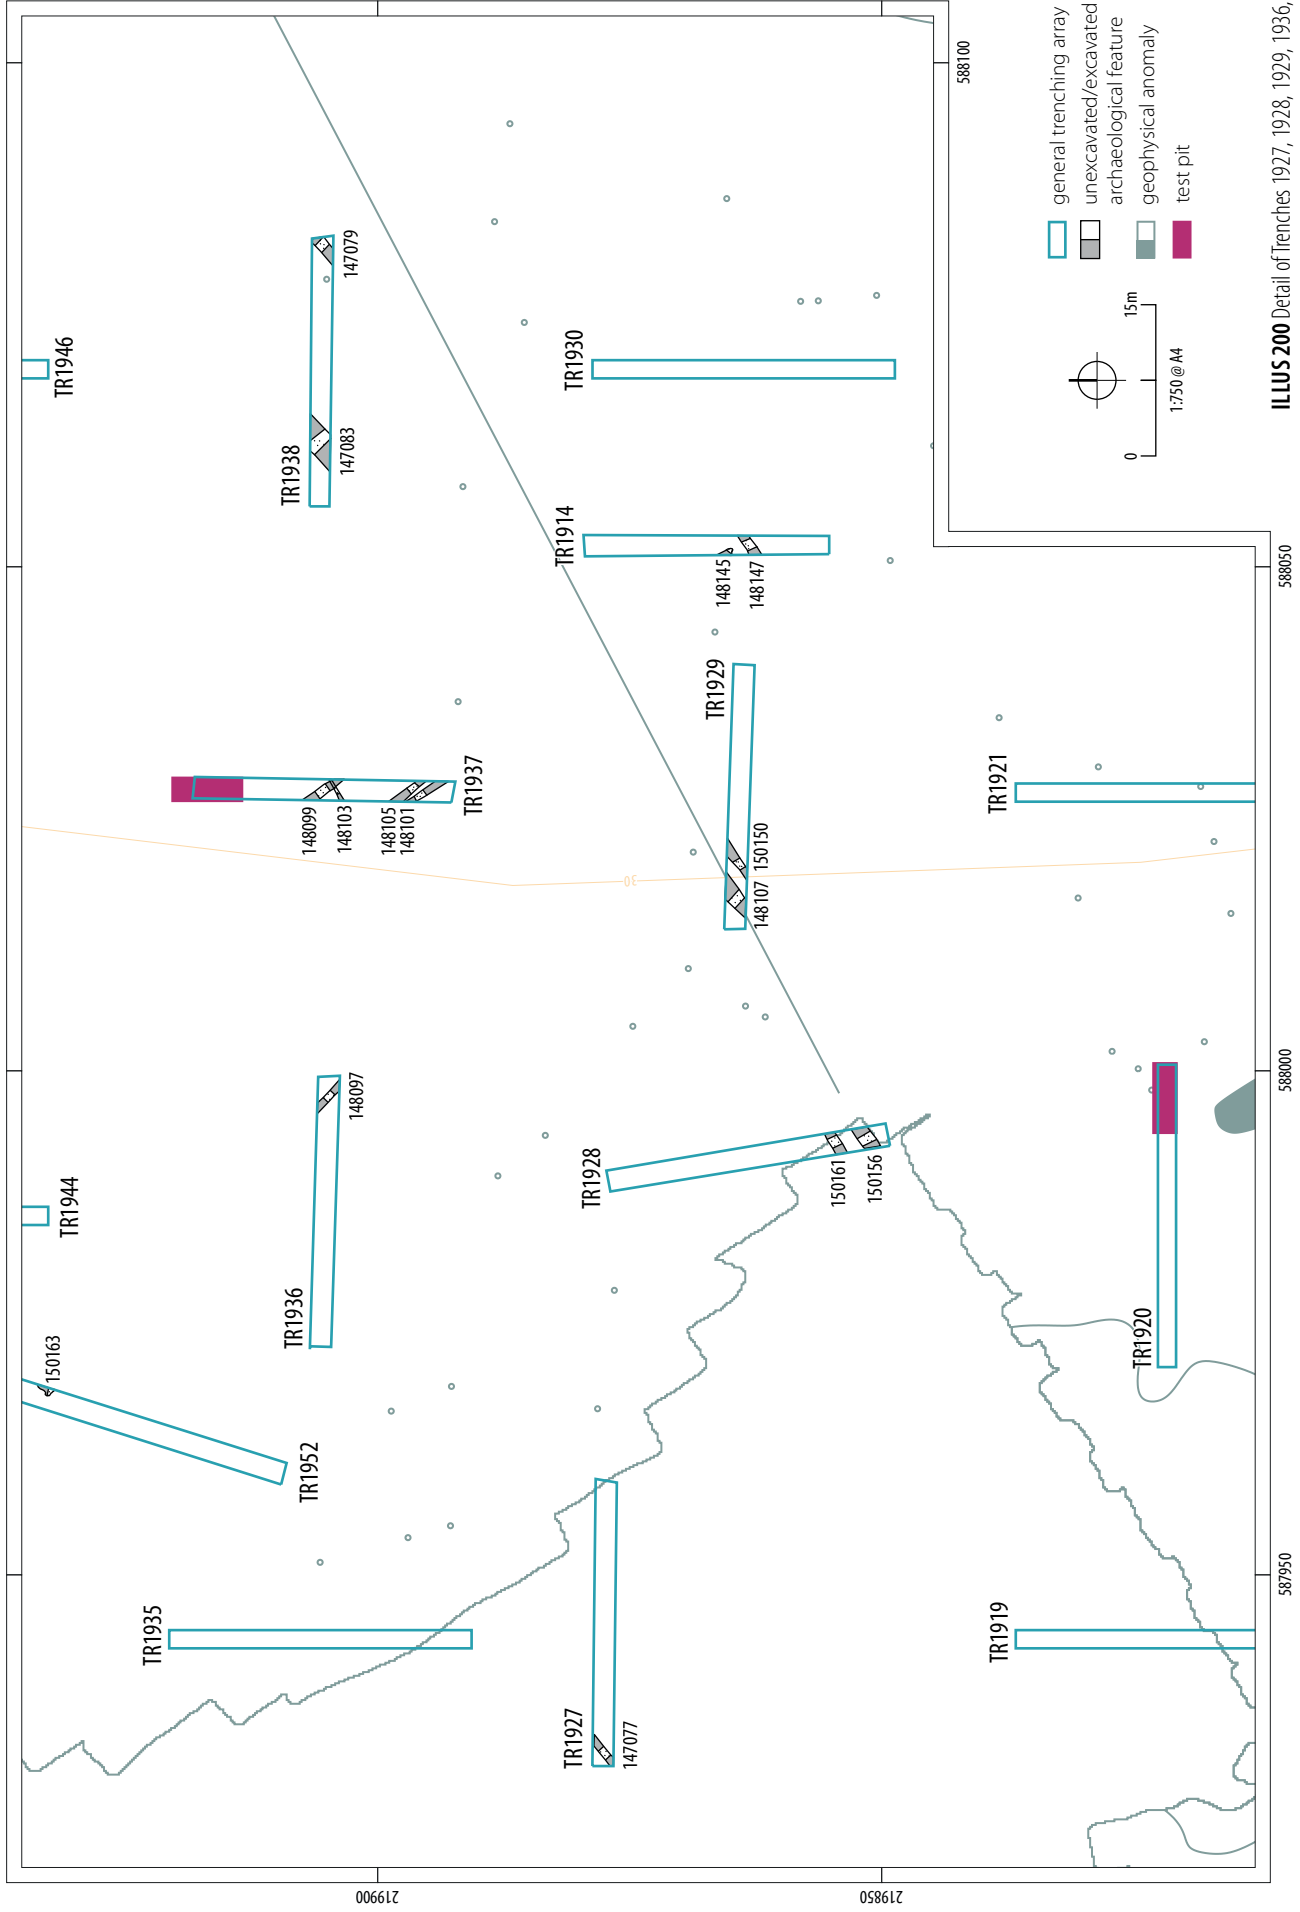 TR1946
TR1944
150163
TR1952
TR1935
TR1938
147083
147079
TR1937
148099
148103
148105
148101
TR1936
148097
TR1930
TR1914
148145
148147
TR1929
148107
150150
30
TR1928
150161
150156
TR1927
147077
TR1921
TR1920
TR1919
219900
219850
587950
588000
588050
588100
general trenching array
unexcavated/excavated
archaeological feature
geophysical anomaly
test pit
0
15m
1:750 @ A4
ILLUS 200 Detail of Trenches 1927, 1928, 1929, 1936,